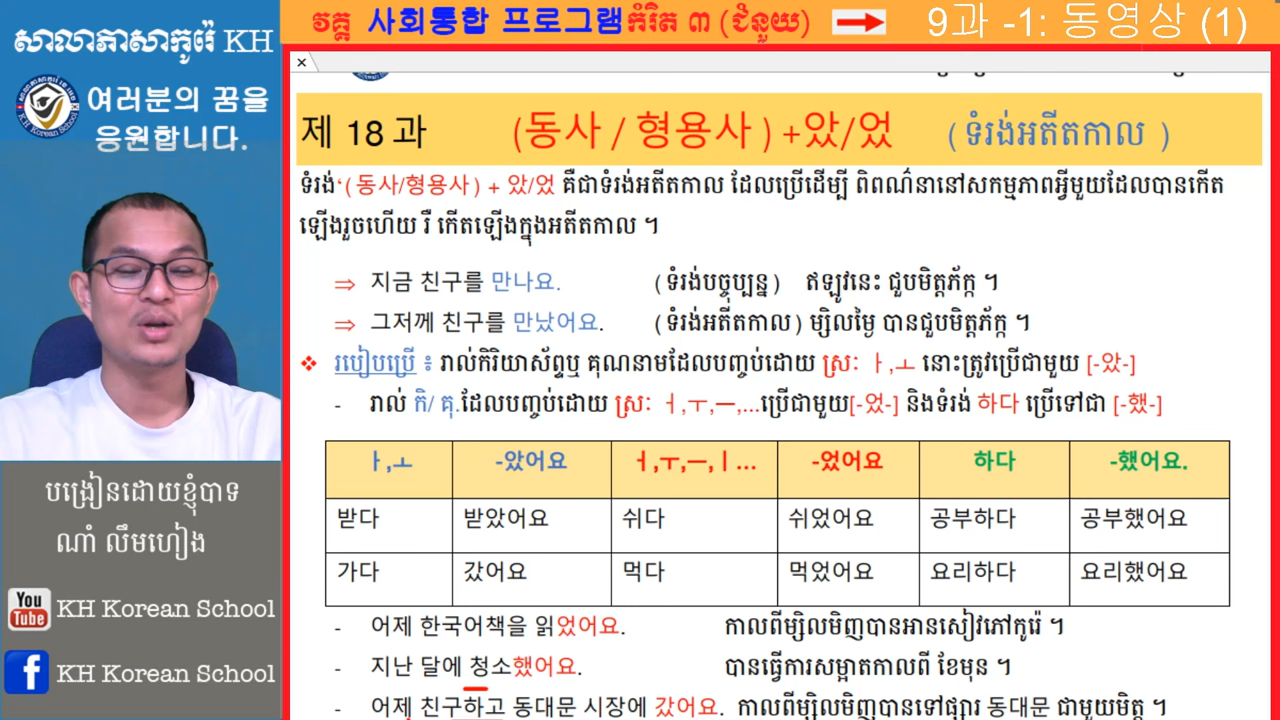 សាលាភាសាកូរ៉េ KH
여러분의 꿈을
응원합니다.
វគ្គ 사회통합 프로그램កំរិត ៣ (ជំនួយ)
9과 -1: 동영상 (1)
제 18 과 (동사 / 형용사 ) +았/었 ( ទំរង់អតីតកាល )
ទំរង់‘( 동사/형용사 ) + 았/었 គឺជាទំរង់អតីតកាល ដែលប្រើដើម្បី ពិពណ៌នានៅសកម្មភាពអ្វីមួយដែលបានកើត
ឡើងរួចហើយ រឺ កើតឡើងក្នុងអតីតកាល ។
⇒ 지금 친구를 만나요. (ទំរង់បច្ចុប្បន្ន) ឥឡូវនេះ ជួបមិត្តភ័ក្ក ។
⇒ 그저께 친구를 만났어요. (ទំរង់អតីតកាល) ម្សិលម្ងៃ បានជួបមិត្តភ័ក្ក ។
❖ របៀបប្រើ ៖ រាល់កិរិយាស័ព្ទឬ គុណនាមដែលបញ្ចប់ដោយ ស្រៈ ㅏ,ㅗ នោះត្រូវប្រើជាមួយ [-았-]
- រាល់ កិ/ គុ.ដែលបញ្ចប់ដោយ ស្រៈ ㅓ,ㅜ,ㅡ,...ប្រើជាមួយ[-었-] និងទំរង់ 하다 ប្រើទៅជា [-했-]
ㅏ,ㅗ -았어요 ㅓ,ㅜ,ㅡ,ㅣ... -었어요 하다 -했어요.
받다 받았어요 쉬다 쉬었어요 공부하다 공부했어요
가다 갔어요 먹다 먹었어요 요리하다 요리했어요
- 어제 한국어책을 읽었어요. កាលពីម្សិលមិញបានអានសៀវភៅកូរ៉េ ។
- 지난 달에 청소했어요. បានធ្វើការសម្អាតកាលពី ខែមុន ។
- 어제 친구하고 동대문 시장에 갔어요. កាលពីម្សិលមិញបានទៅផ្សារ 동대문 ជាមួយមិត្ត ។
បង្រៀនដោយខ្ញុំបាទ
ណាំ លឹមហៀង
You Tube KH Korean School
f KH Korean School